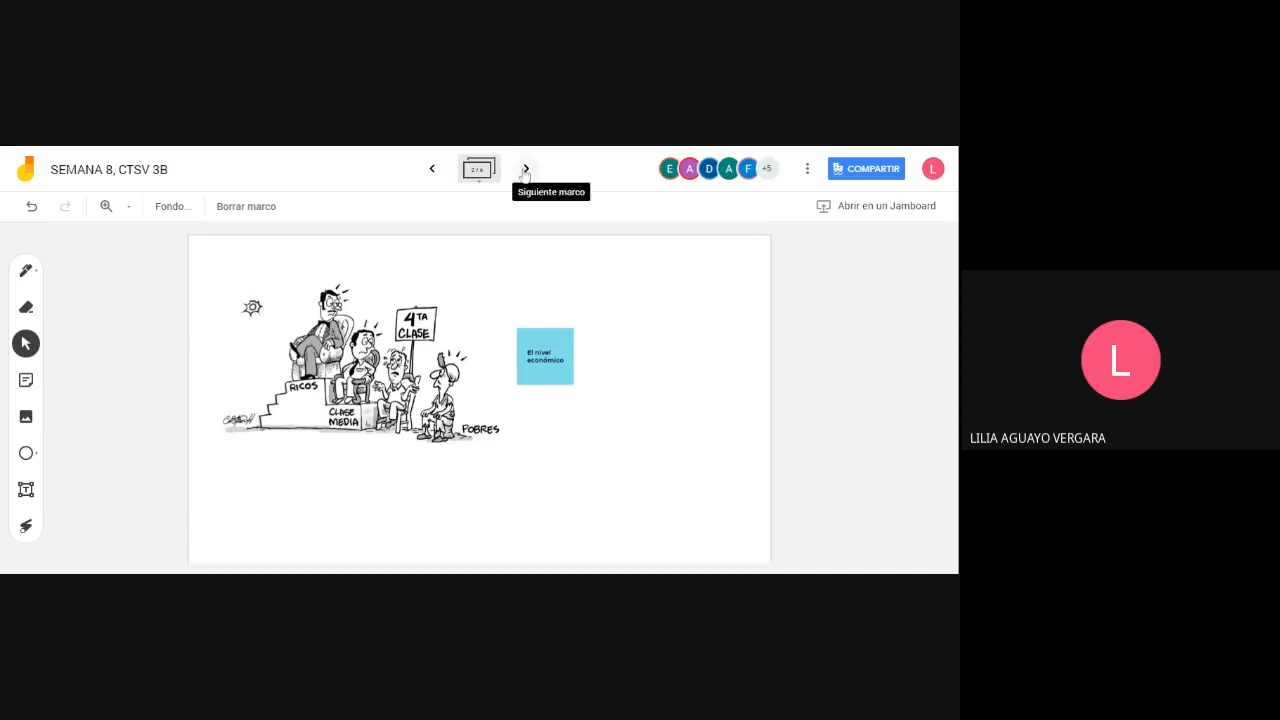 SEMANA 8, CTSV 3B
2 / 6
Siguiente marco
E A D A F +5
COMPARTIR
L
Fondo...
Borrar marco
Abrir en un Jamboard
4TA
CLASE
RICOS
CLASE
MEDIA
POBRES
El nivel
económico
L
LILIA AGUAYO VERGARA